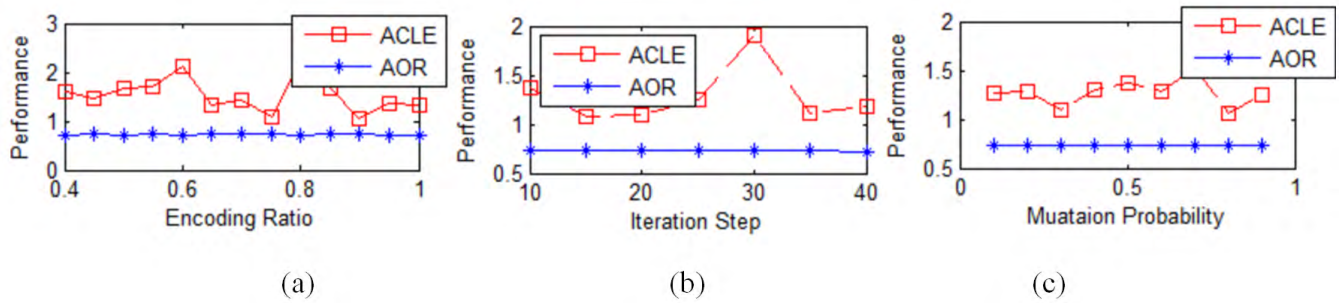 3
2
1
0
Performance
0.4
0.6
0.8
1
Encoding Ratio
ACLE
AOR
(a)
2
1.5
1
0.5
Performance
10
20
30
40
Iteration Step
ACLE
AOR
(b)
2
1.5
1
0.5
Performance
0
0.5
1
Muataion Probability
ACLE
AOR
(c)